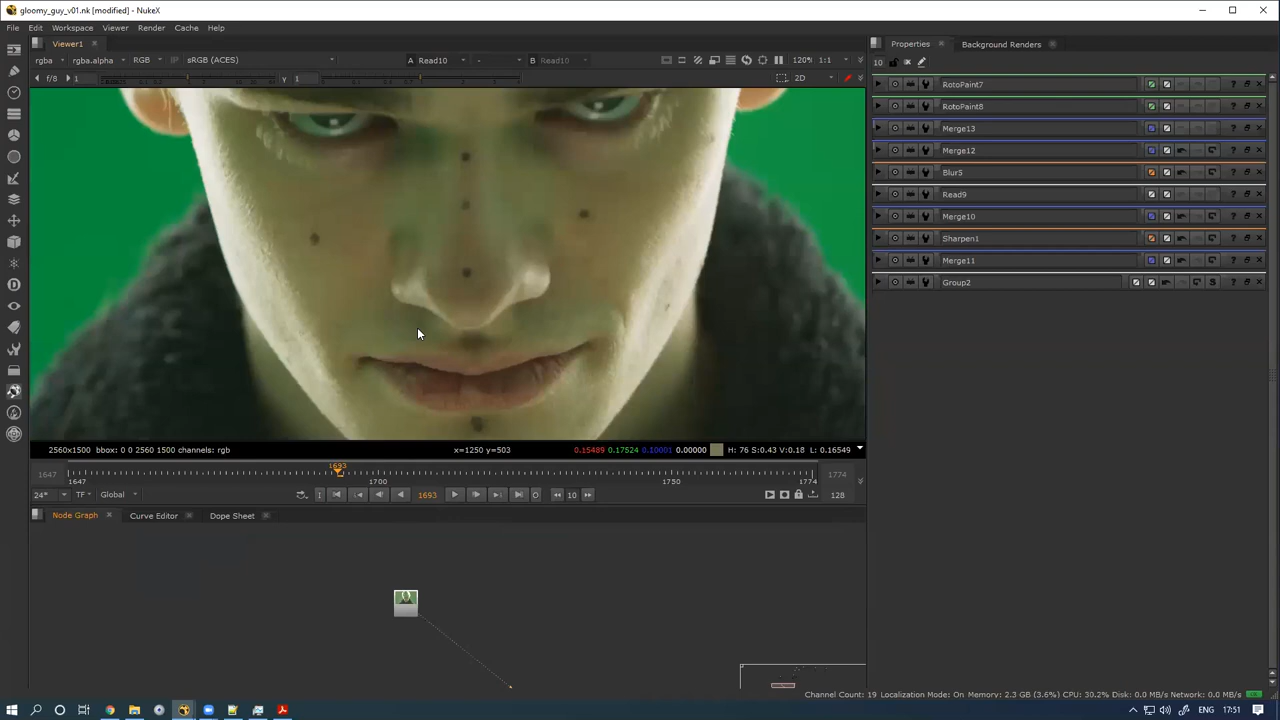 gloomy_guy_v01.nk [modified] - NukeX
File Edit Workspace Viewer Render Cache Help
Viewer1
rgba rgba.alpha RGB IP sRGB (ACES) A Read10 - B Read10 120% 1:1
f/8 1 γ 1 2D
2560x1500 bbox: 0 0 2560 1500 channels: rgb x=1250 y=503 0.15489 0.17524 0.10001 0.00000 H: 76 S:0.43 V:0.18 L: 0.16549
1693
1647 1774
1647 1700 1750 1774
24* TF Global I 1693 O 10 128
Node Graph Curve Editor Dope Sheet
Properties Background Renders
10
RotoPaint7 ?
RotoPaint8 ?
Merge13 ?
Merge12 ?
Blur5 ?
Read9 ?
Merge10 ?
Sharpen1 ?
Merge11 ?
Group2 S ?
Channel Count: 19 Localization Mode: On Memory: 2.3 GB (3.6%) CPU: 30.2% Disk: 0.0 MB/s Network: 0.0 MB/s
ENG 17:51